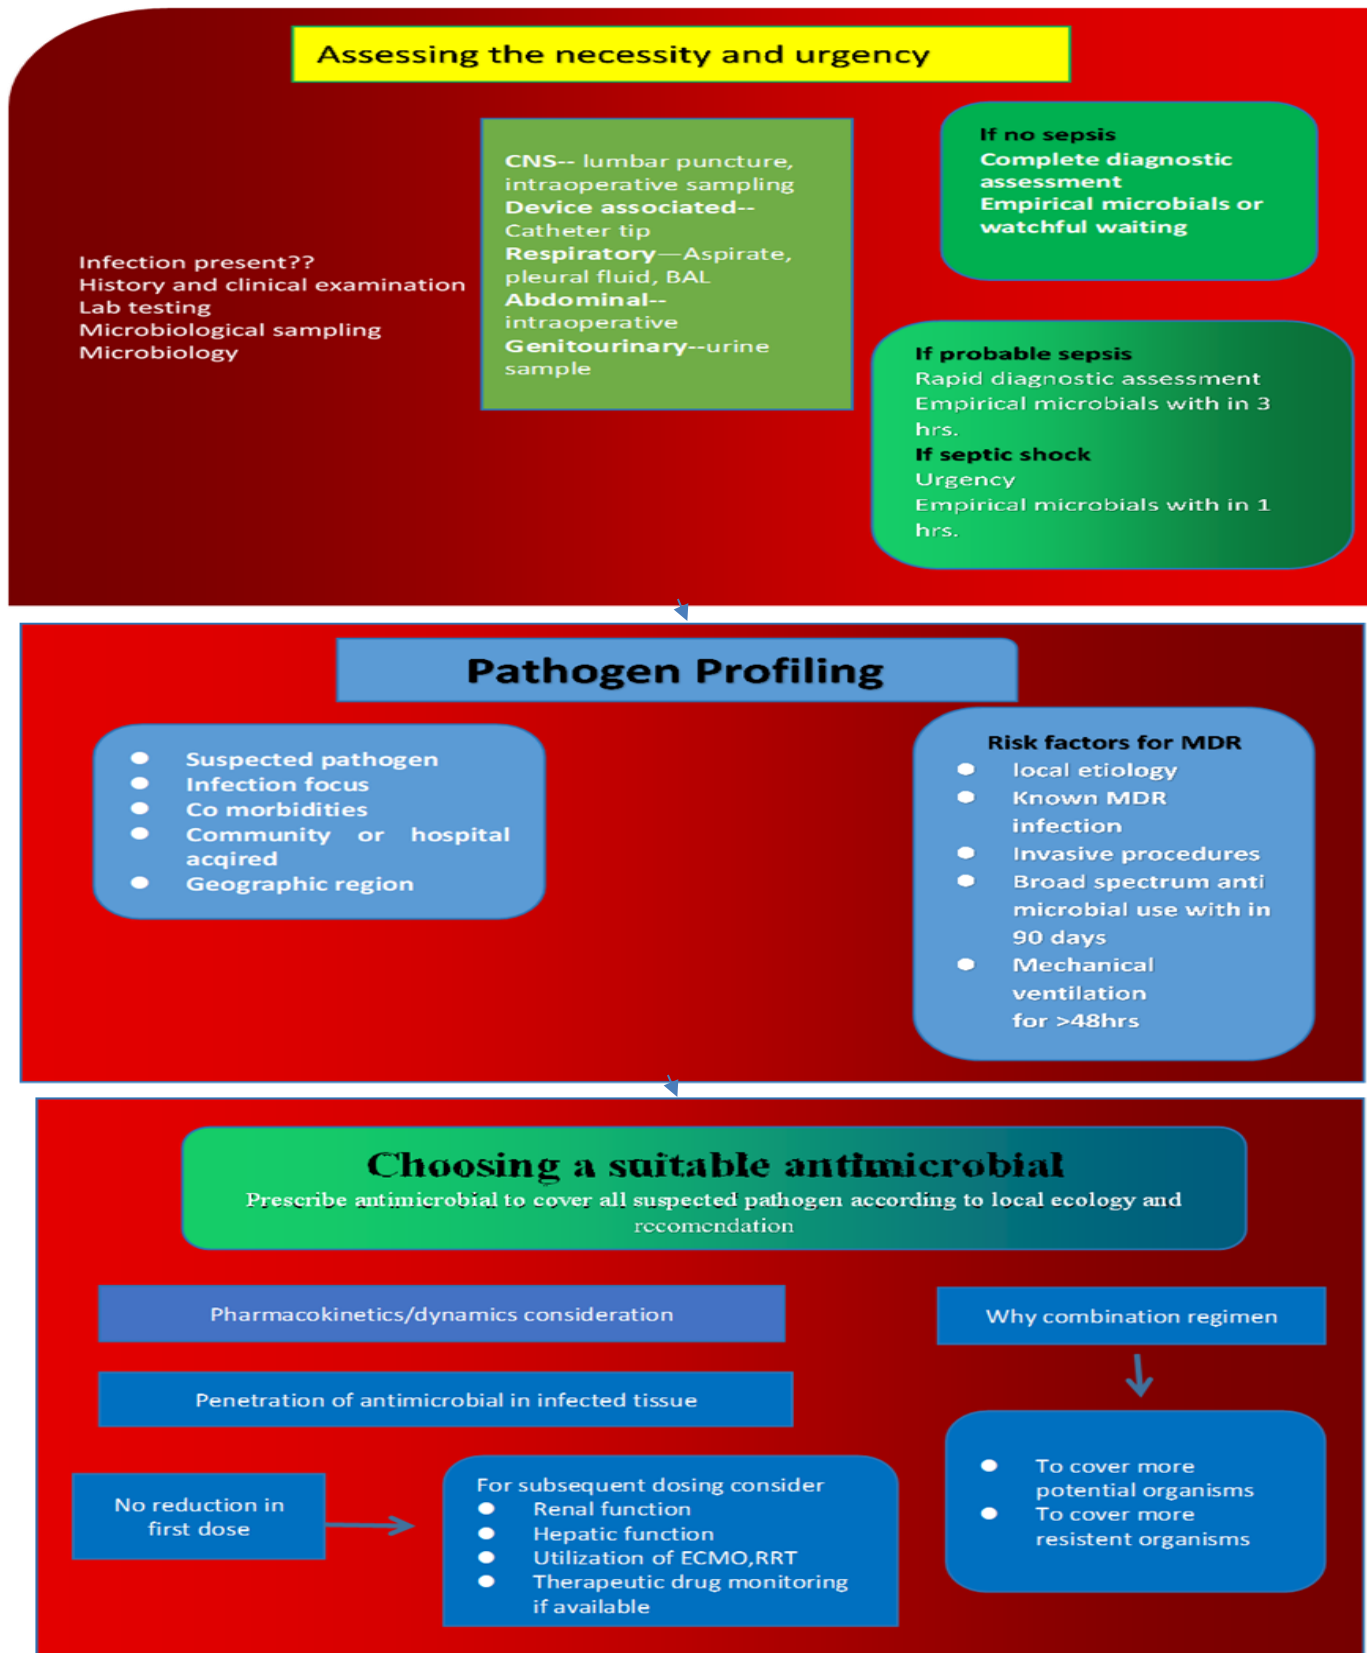 Assessing the necessity and urgency
Infection present??
History and clinical examination
Lab testing
Microbiological sampling
Microbiology
CNS-- lumbar puncture,
intraoperative sampling
Device associated--
Catheter tip
Respiratory—Aspirate,
pleural fluid, BAL
Abdominal--
intraoperative
Genitourinary--urine
sample
If no sepsis
Complete diagnostic
assessment
Empirical microbials or
watchful waiting
If probable sepsis
Rapid diagnostic assessment
Empirical microbials with in 3
hrs.
If septic shock
Urgency
Empirical microbials with in 1
hrs.
Pathogen Profiling
● Suspected pathogen
● Infection focus
● Co morbidities
● Community or hospital
acqired
● Geographic region
Risk factors for MDR
● local etiology
● Known MDR
infection
● Invasive procedures
● Broad spectrum anti
microbial use with in
90 days
● Mechanical
ventilation
for >48hrs
Choosing a suitable antimicrobial
Prescribe antimicrobial to cover all suspected pathogen according to local ecology and
recomendation
Pharmacokinetics/dynamics consideration
Penetration of antimicrobial in infected tissue
No reduction in
first dose
For subsequent dosing consider
● Renal function
● Hepatic function
● Utilization of ECMO,RRT
● Therapeutic drug monitoring
if available
Why combination regimen
● To cover more
potential organisms
● To cover more
resistent organisms